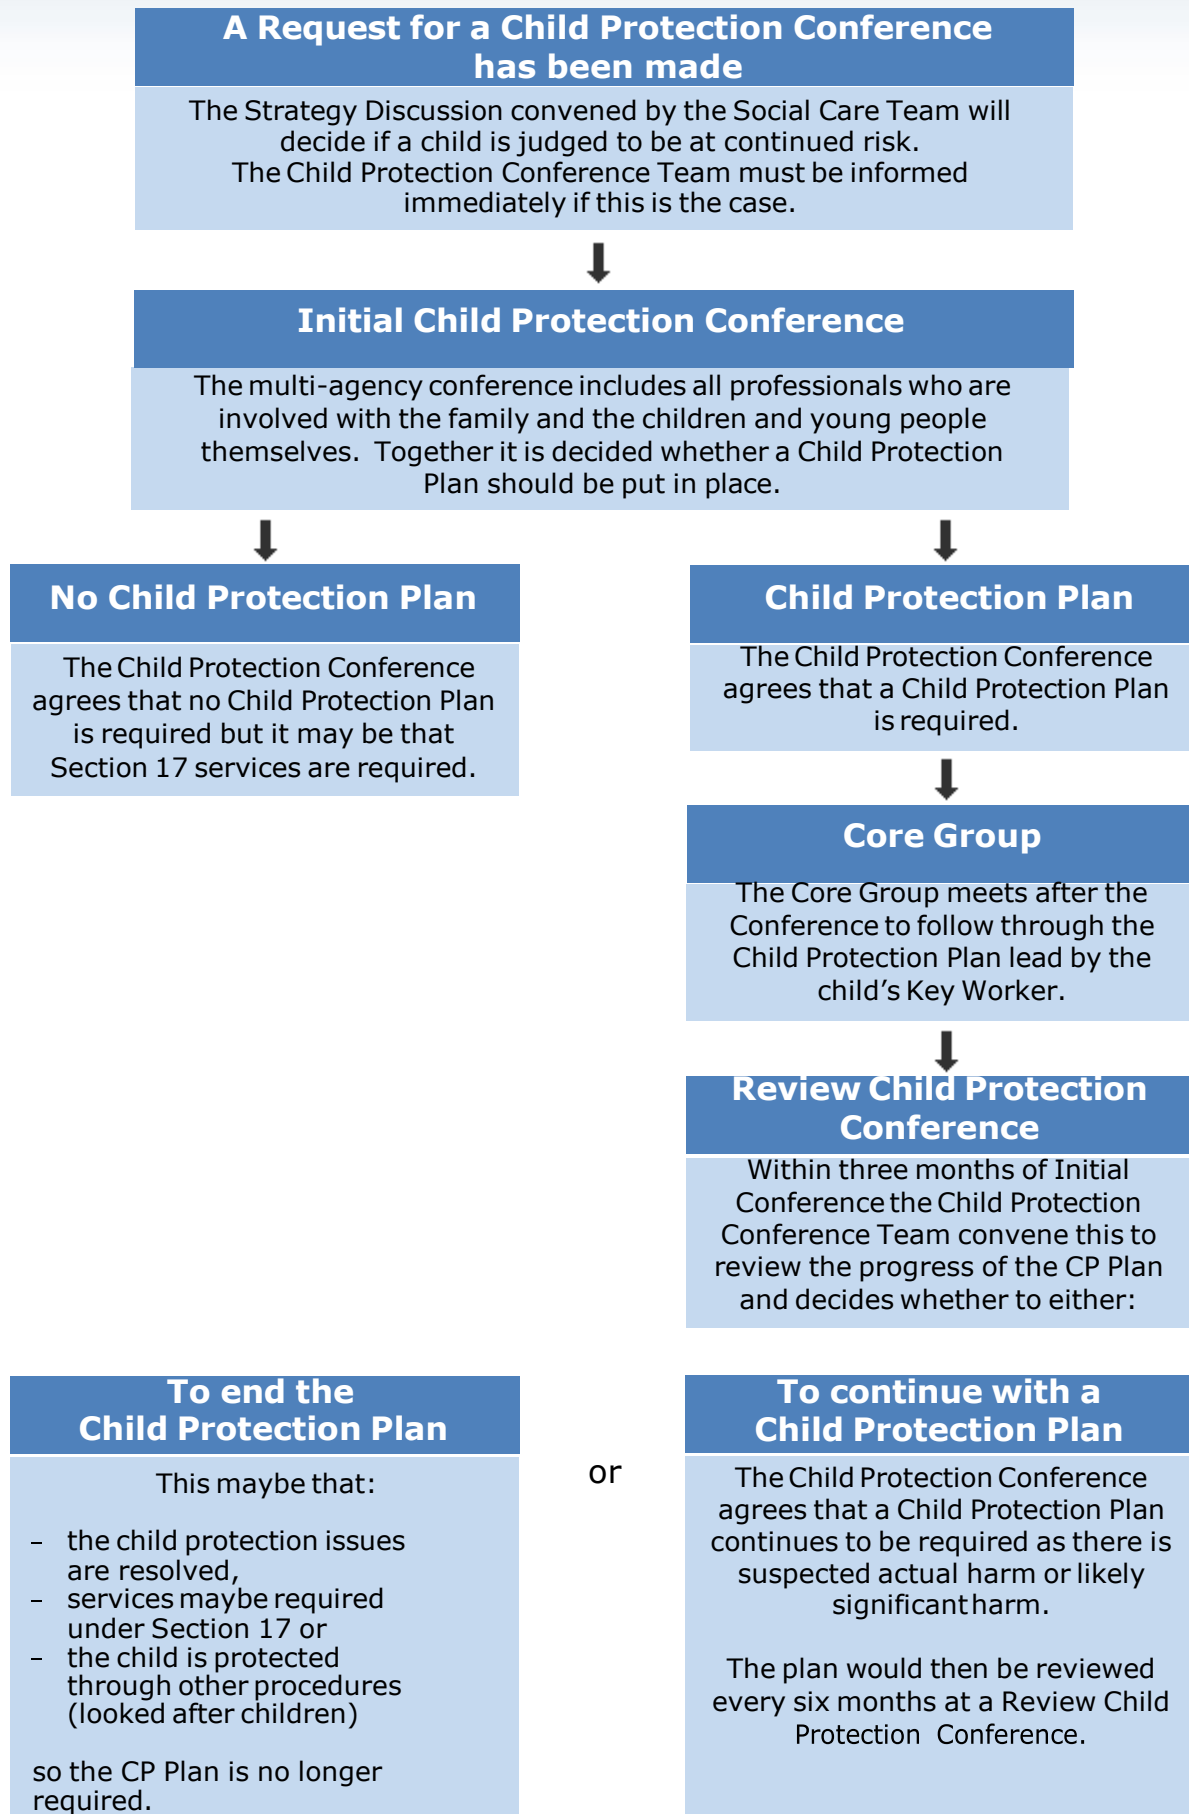 A Request for a Child Protection Conference
has been made
The Strategy Discussion convened by the Social Care Team will
decide if a child is judged to be at continued risk.
The Child Protection Conference Team must be informed
immediately if this is the case.
Initial Child Protection Conference
The multi-agency conference includes all professionals who are
involved with the family and the children and young people
themselves. Together it is decided whether a Child Protection
Plan should be put in place.
No Child Protection Plan
The Child Protection Conference
agrees that no Child Protection Plan
is required but it may be that
Section 17 services are required.
Child Protection Plan
The Child Protection Conference
agrees that a Child Protection Plan
is required.
Core Group
The Core Group meets after the
Conference to follow through the
Child Protection Plan lead by the
child’s Key Worker.
Review Child Protection
Conference
Within three months of Initial
Conference the Child Protection
Conference Team convene this to
review the progress of the CP Plan
and decides whether to either:
To end the
Child Protection Plan
This maybe that:
– the child protection issues
are resolved,
– services maybe required
under Section 17 or
– the child is protected
through other procedures
(looked after children)
so the CP Plan is no longer
required.
or
To continue with a
Child Protection Plan
The Child Protection Conference
agrees that a Child Protection Plan
continues to be required as there is
suspected actual harm or likely
significant harm.
The plan would then be reviewed
every six months at a Review Child
Protection Conference.